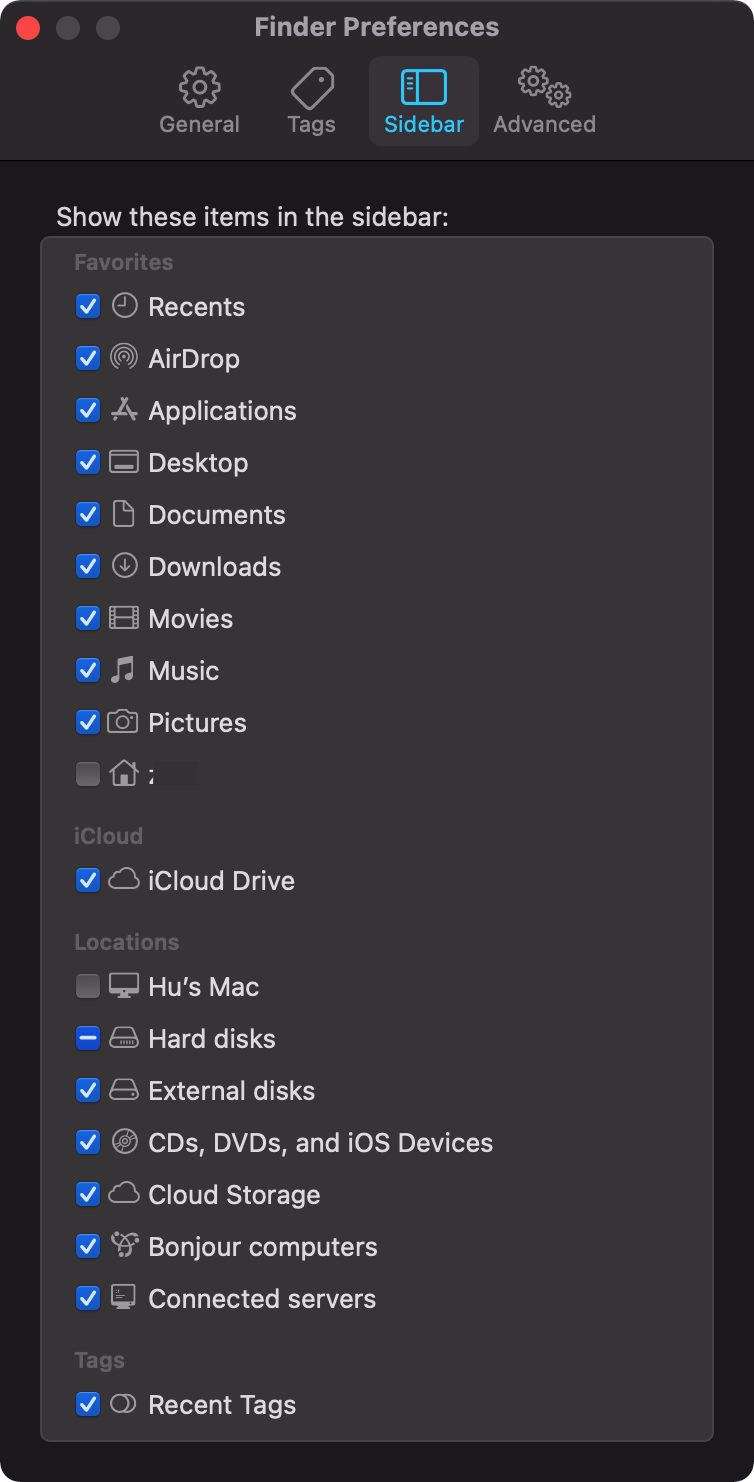 Finder Preferences
General
Tags
Sidebar
Advanced
Show these items in the sidebar:
Favorites
Recents
AirDrop
Applications
Desktop
Documents
Downloads
Movies
Music
Pictures
iCloud
iCloud Drive
Locations
Hu’s Mac
Hard disks
External disks
CDs, DVDs, and iOS Devices
Cloud Storage
Bonjour computers
Connected servers
Tags
Recent Tags